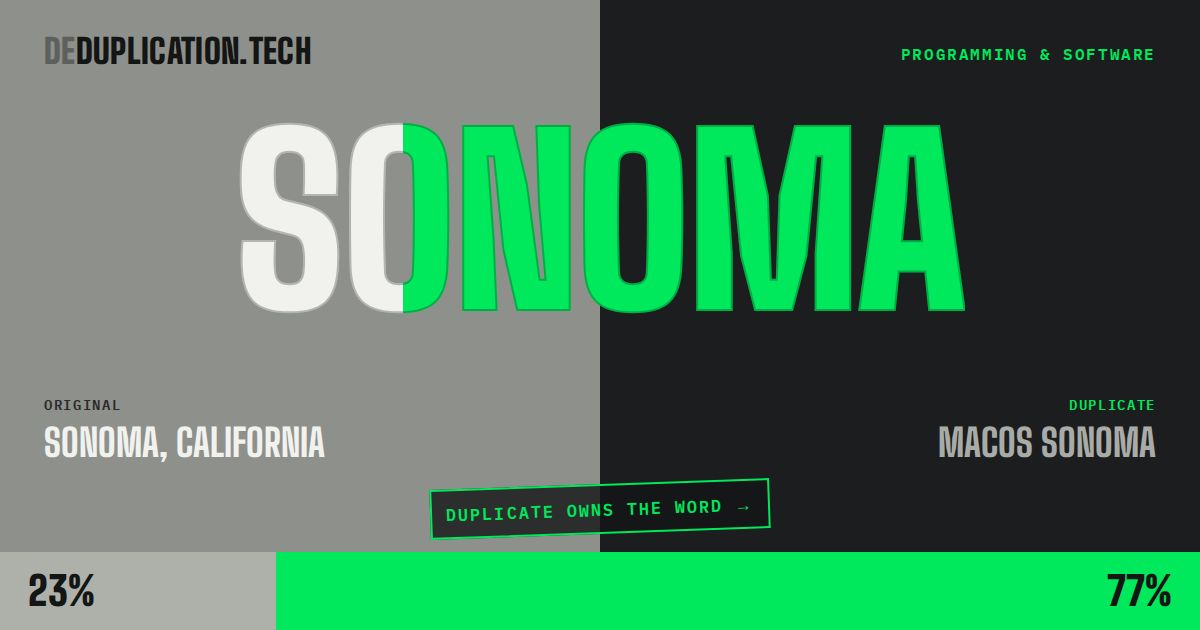 DEDUPLICATION.TECH
PROGRAMMING & SOFTWARE
SONOMA
ORIGINAL
SONOMA, CALIFORNIA
DUPLICATE
MACOS SONOMA
DUPLICATE OWNS THE WORD →
23%
77%